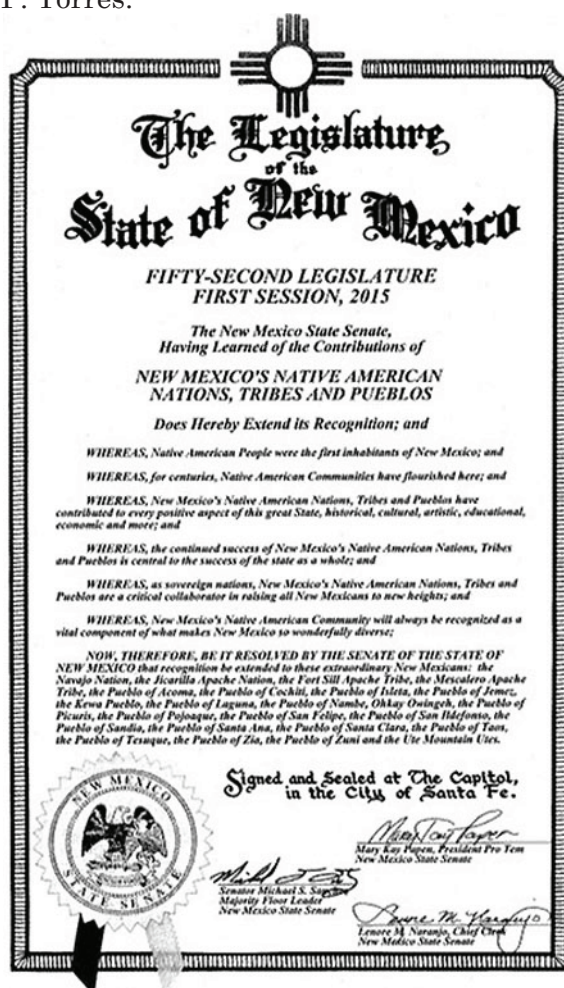 T. Torres.
The Legislature
of the
State of New Mexico
FIFTY-SECOND LEGISLATURE
FIRST SESSION, 2015
The New Mexico State Senate,
Having Learned of the Contributions of
NEW MEXICO'S NATIVE AMERICAN
NATIONS, TRIBES AND PUEBLOS
Does Hereby Extend its Recognition; and
WHEREAS, Native American People were the first inhabitants of New Mexico; and
WHEREAS, for centuries, Native American Communities have flourished here; and
WHEREAS, New Mexico's Native American Nations, Tribes and Pueblos have
contributed to every positive aspect of this great State, historical, cultural, artistic, educational,
economic and more; and
WHEREAS, the continued success of New Mexico's Native American Nations, Tribes
and Pueblos is central to the success of the state as a whole; and
WHEREAS, as sovereign nations, New Mexico's Native American Nations, Tribes and
Pueblos are a critical collaborator in raising all New Mexicans to new heights; and
WHEREAS, New Mexico's Native American Community will always be recognized as a
vital component of what makes New Mexico so wonderfully diverse;
NOW, THEREFORE, BE IT RESOLVED BY THE SENATE OF THE STATE OF
NEW MEXICO that recognition be extended to these extraordinary New Mexicans: the
Navajo Nation, the Jicarilla Apache Nation, the Fort Sill Apache Tribe, the Mescalero Apache
Tribe, the Pueblo of Acoma, the Pueblo of Cochiti, the Pueblo of Isleta, the Pueblo of Jemez,
the Kewa Pueblo, the Pueblo of Laguna, the Pueblo of Nambe, Ohkay Owingeh, the Pueblo of
Picuris, the Pueblo of Pojoaque, the Pueblo of San Felipe, the Pueblo of San Ildefonso, the
Pueblo of Sandia, the Pueblo of Santa Ana, the Pueblo of Santa Clara, the Pueblo of Taos,
the Pueblo of Tesuque, the Pueblo of Zia, the Pueblo of Zuni and the Ute Mountain Utes.
Signed and Sealed at The Capitol,
in the City of Santa Fe.
NEW MEXICO
STATE SENATE
Mary Kay Papen, President Pro Tem
New Mexico State Senate
Senator Michael S.
Majority Floor Leader
New Mexico State Senate
Lenore M. Naranjo
Lenore M. Naranjo, Chief Clerk
New Mexico State Senate